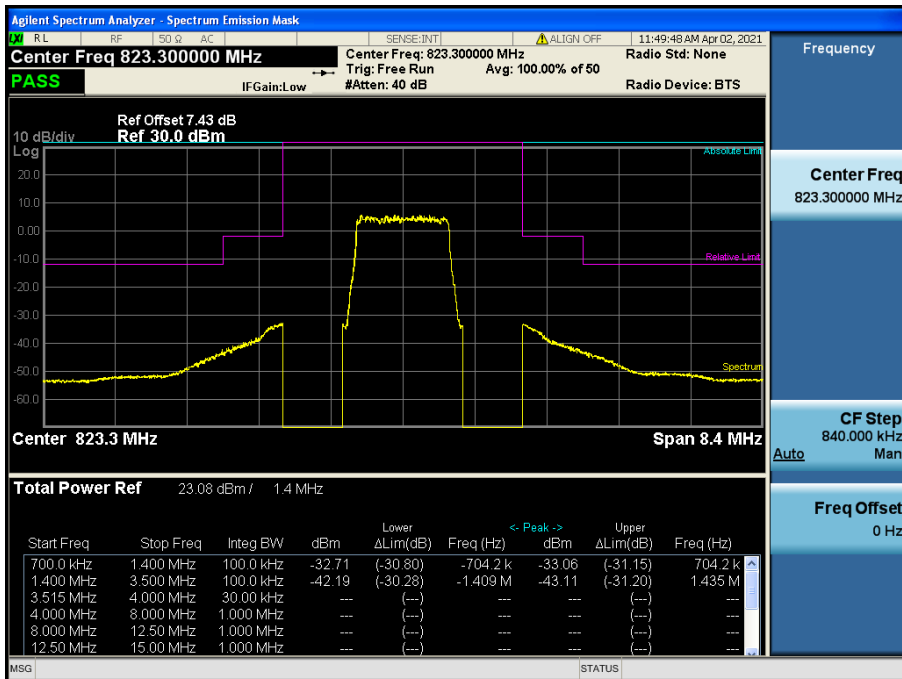 Agilent Spectrum Analyzer - Spectrum Emission Mask
LXI RL RF 50 Ω AC SENSE:INT ALIGN OFF 11:49:48 AM Apr 02, 2021
Center Freq 823.300000 MHz
Center Freq: 823.300000 MHz Radio Std: None
Trig: Free Run Avg: 100.00% of 50
PASS IFGain:Low #Atten: 40 dB Radio Device: BTS
Ref Offset 7.43 dB
10 dB/div Ref 30.0 dBm
Log
Absolute Limit
20.0
10.0
0.00
-10.0
Relative Limit
-20.0
-30.0
-40.0
-50.0
Spectrum
-60.0
Center 823.3 MHz Span 8.4 MHz
Total Power Ref 23.08 dBm / 1.4 MHz
Lower <- Peak -> Upper
Start Freq Stop Freq Integ BW dBm ΔLim(dB) Freq (Hz) dBm ΔLim(dB) Freq (Hz)
700.0 kHz 1.400 MHz 100.0 kHz -32.71 (-30.80) -704.2 k -33.06 (-31.15) 704.2 k
1.400 MHz 3.500 MHz 100.0 kHz -42.19 (-30.28) -1.409 M -43.11 (-31.20) 1.435 M
3.515 MHz 4.000 MHz 30.00 kHz --- (---) --- --- (---) ---
4.000 MHz 8.000 MHz 1.000 MHz --- (---) --- --- (---) ---
8.000 MHz 12.50 MHz 1.000 MHz --- (---) --- --- (---) ---
12.50 MHz 15.00 MHz 1.000 MHz --- (---) --- --- (---) ---
MSG STATUS
Frequency
Center Freq
823.300000 MHz
CF Step
840.000 kHz
Auto Man
Freq Offset
0 Hz